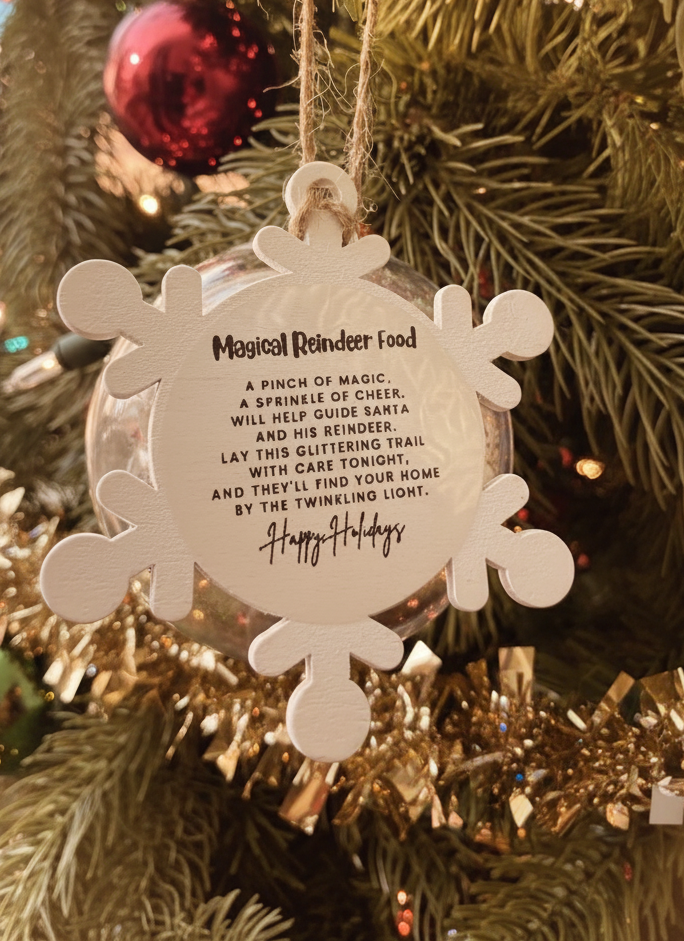 Magical Reindeer Food
A PINCH OF MAGIC,
A SPRINKLE OF CHEER.
WILL HELP GUIDE SANTA
AND HIS REINDEER.
LAY THIS GLITTERING TRAIL
WITH CARE TONIGHT,
AND THEY'LL FIND YOUR HOME
BY THE TWINKLING LIGHT.
Happy Holidays